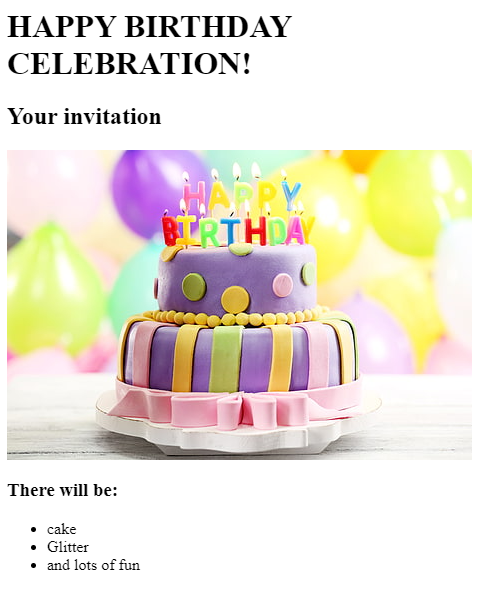 HAPPY BIRTHDAY
CELEBRATION!
Your invitation
HAPPY
BIRTHDAY
There will be:
cake
Glitter
and lots of fun